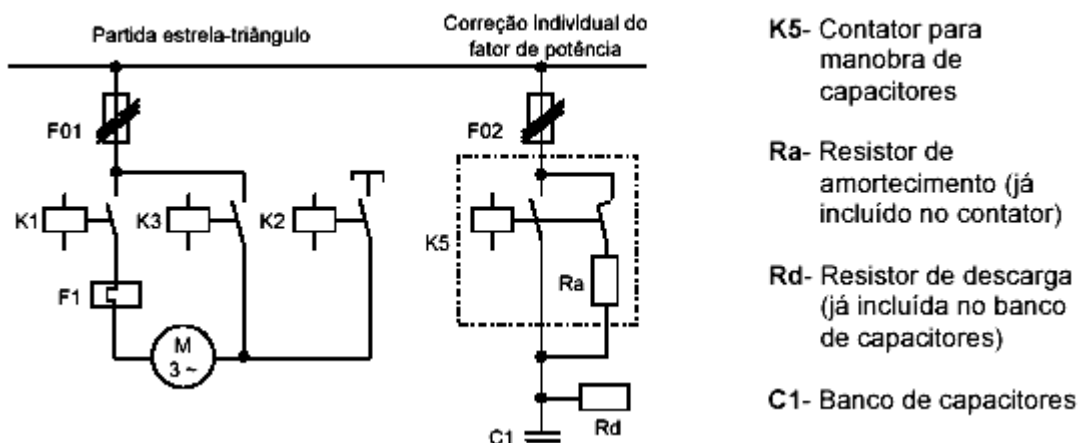 Partida estrela-triângulo
Correção individual do
fator de potência
F01
F02
K1
K3
K2
K5
F1
Ra
M
3 ~
C1
Rd
K5- Contator para
manobra de
capacitores
Ra- Resistor de
amortecimento (já
incluído no contator)
Rd- Resistor de descarga
(já incluída no banco
de capacitores)
C1- Banco de capacitores